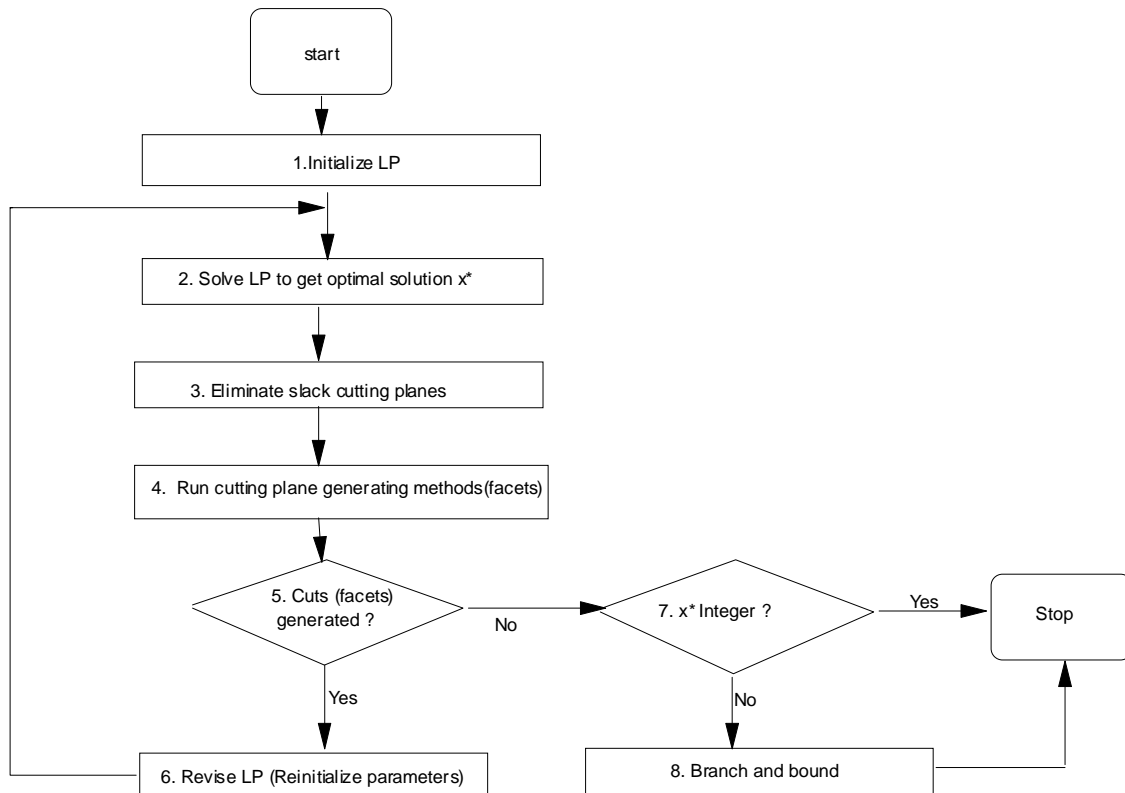 start
1.Initialize LP
2. Solve LP to get optimal solution x*
3. Eliminate slack cutting planes
4. Run cutting plane generating methods(facets)
5. Cuts (facets)
generated ?
No
7. x* Integer ?
Yes
Stop
Yes
No
6. Revise LP (Reinitialize parameters)
8. Branch and bound